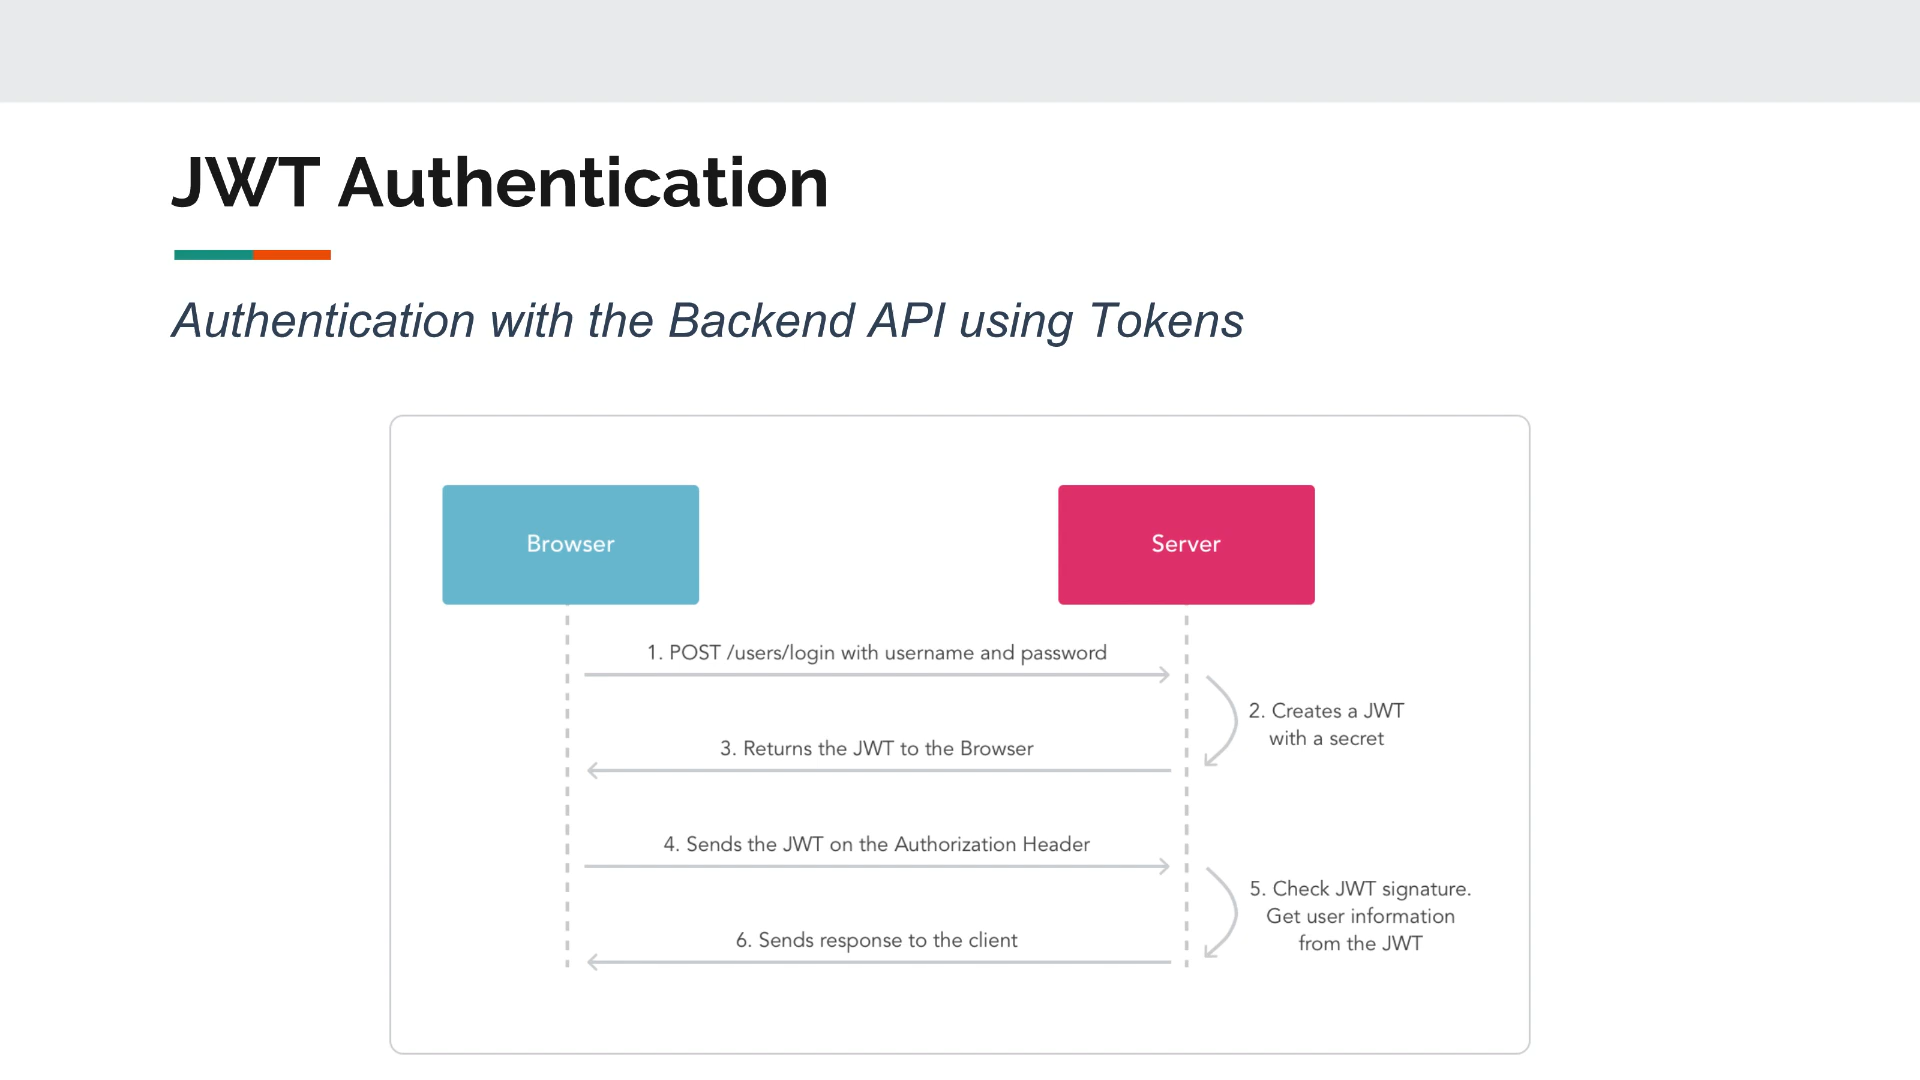 JWT Authentication
Authentication with the Backend API using Tokens
Browser
Server
1. POST /users/login with username and password
2. Creates a JWT
with a secret
3. Returns the JWT to the Browser
4. Sends the JWT on the Authorization Header
5. Check JWT signature.
Get user information
from the JWT
6. Sends response to the client